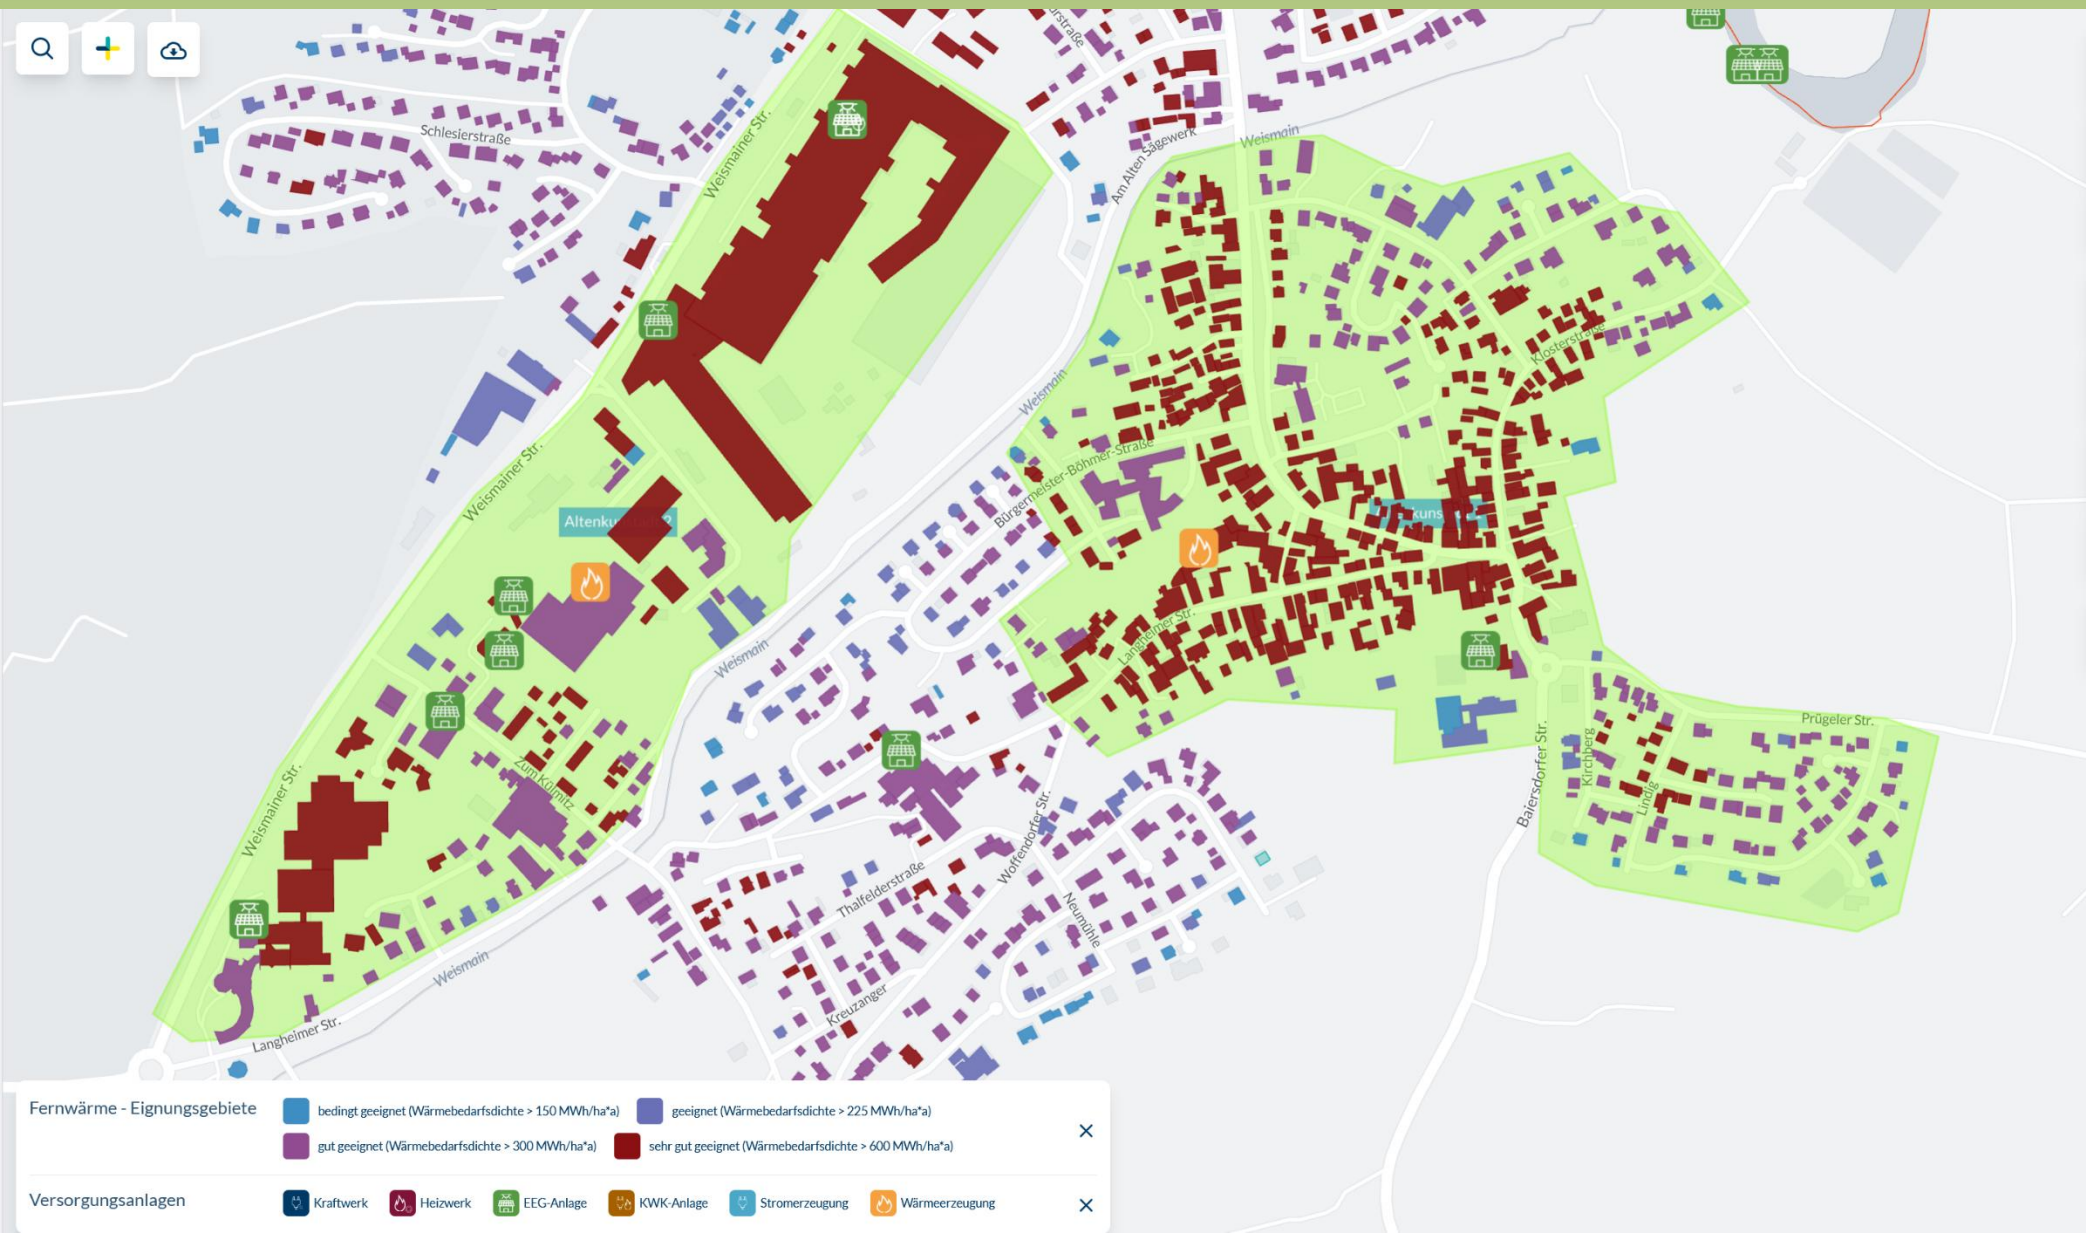 Schlesierstraße
Weismainer Str.
Am Alten Sägewerk
Weismain
Klosterstraße
Weismain
Bürgermeister-Böhmer-Straße
Weismainer Str.
Langheimer Str.
Weismain
Prügeler Str.
Baiersdorfer Str.
Kirchberg
Lindig
Zum Külmitz
Weismainer Str.
Woffendorfer Str.
Thalfelderstraße
Neumühle
Weismain
Kreuzanger
Langheimer Str.
Fernwärme - Eignungsgebiete
bedingt geeignet (Wärmebedarfsdichte > 150 MWh/ha*a)
geeignet (Wärmebedarfsdichte > 225 MWh/ha*a)
gut geeignet (Wärmebedarfsdichte > 300 MWh/ha*a)
sehr gut geeignet (Wärmebedarfsdichte > 600 MWh/ha*a)
Versorgungsanlagen
Kraftwerk
Heizwerk
EEG-Anlage
KWK-Anlage
Stromerzeugung
Wärmeerzeugung